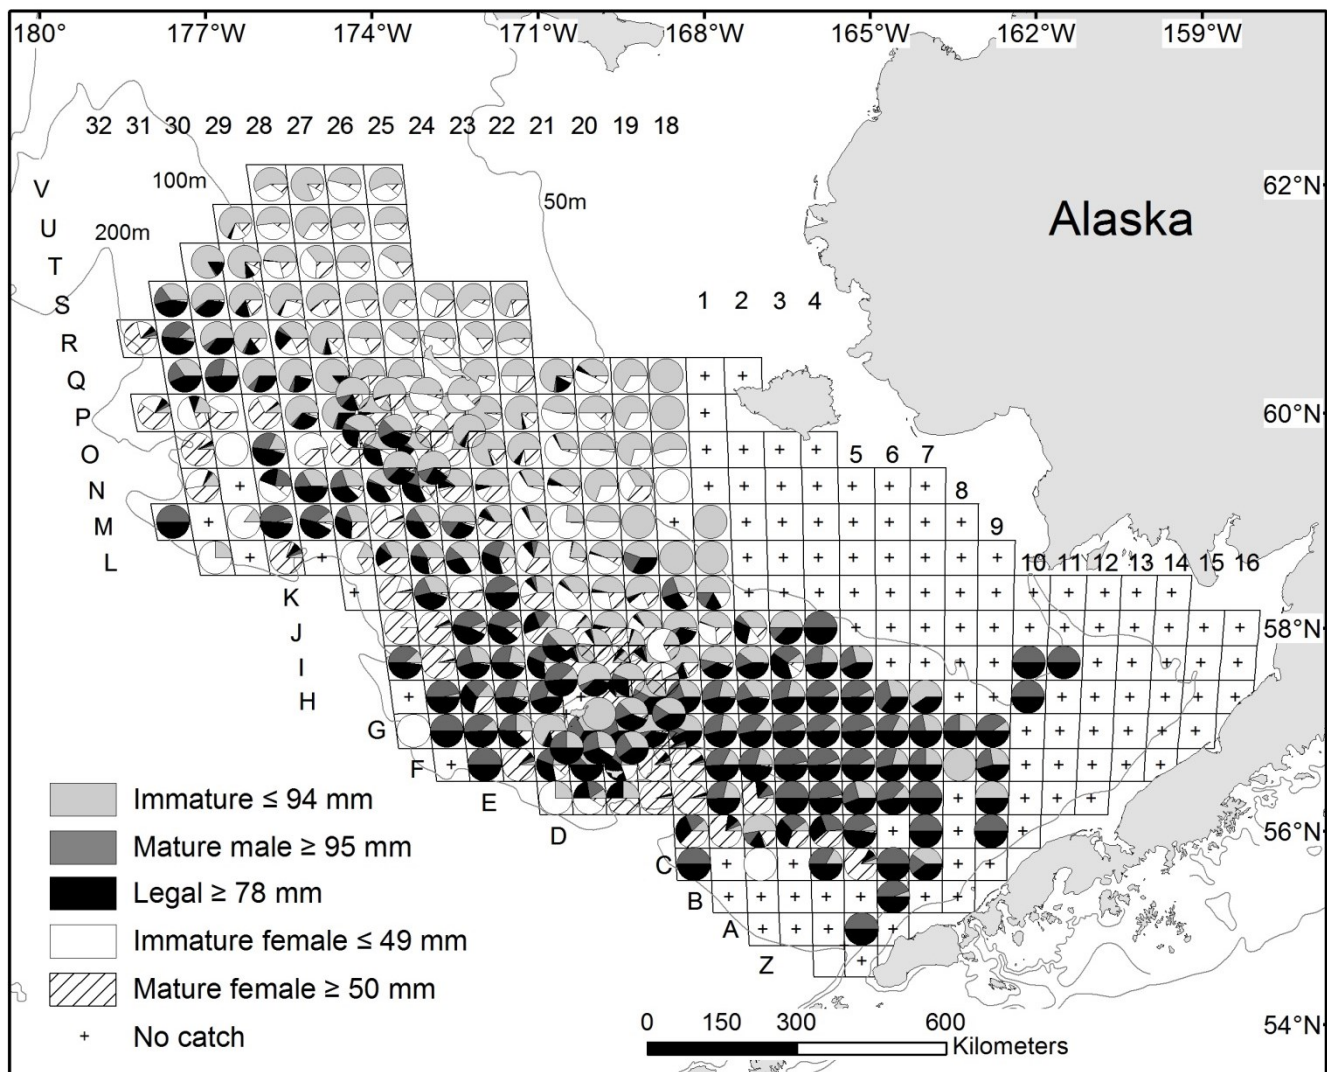 180° 177°W 174°W 171°W 168°W 165°W 162°W 159°W
32 31 30 29 28 27 26 25 24 23 22 21 20 19 18
100m
V
62°N
50m
Alaska
U
200m
T
S
1 2 3 4
R
Q
P
60°N
O
5 6 7
N
8
M
9
L
10 11 12 13 14 15 16
K
J
58°N
I
H
G
F
E
D
56°N
C
B
A
Z
Immature ≤ 94 mm
Mature male ≥ 95 mm
Legal ≥ 78 mm
Immature female ≤ 49 mm
Mature female ≥ 50 mm
+ No catch
0 150 300 600
Kilometers
54°N